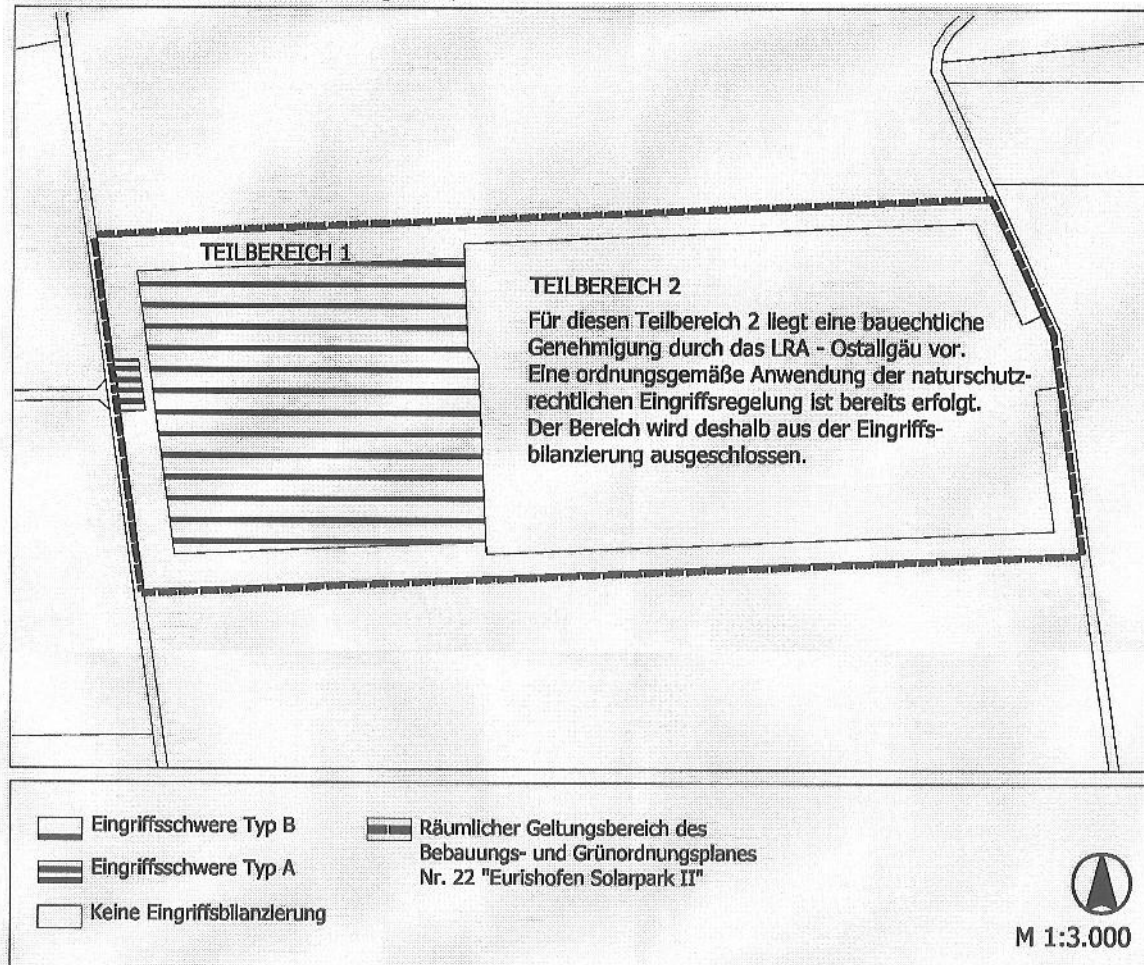 TEILBEREICH 1
TEILBEREICH 2
Für diesen Teilbereich 2 liegt eine bauechtliche
Genehmigung durch das LRA - Ostallgäu vor.
Eine ordnungsgemäße Anwendung der naturschutz-
rechtlichen Eingriffsregelung ist bereits erfolgt.
Der Bereich wird deshalb aus der Eingriffs-
bilanzierung ausgeschlossen.
Eingriffsschwere Typ B
Eingriffsschwere Typ A
Keine Eingriffsbilanzierung
Räumlicher Geltungsbereich des
Bebauungs- und Grünordnungsplanes
Nr. 22 "Eurishofen Solarpark II"
M 1:3.000